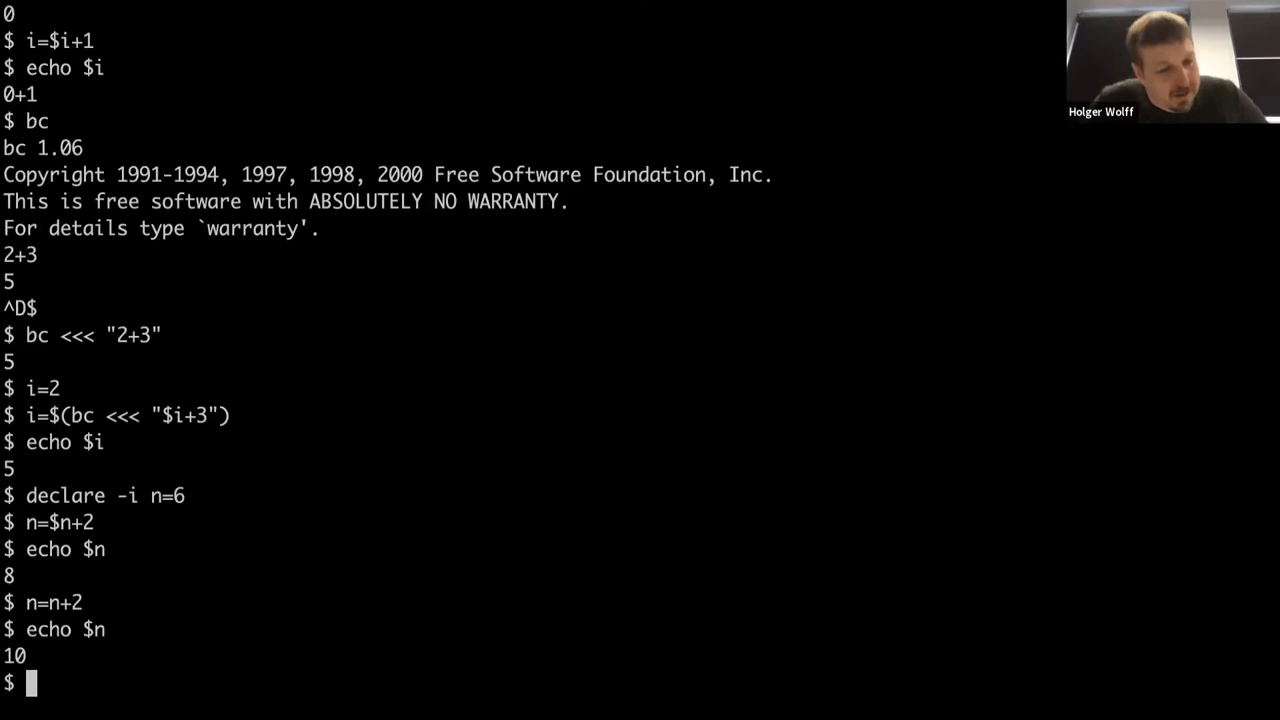 0
$ i=$i+1
$ echo $i
0+1
$ bc
bc 1.06
Copyright 1991-1994, 1997, 1998, 2000 Free Software Foundation, Inc.
This is free software with ABSOLUTELY NO WARRANTY.
For details type `warranty'.
2+3
5
^D$
$ bc <<< "2+3"
5
$ i=2
$ i=$(bc <<< "$i+3")
$ echo $i
5
$ declare -i n=6
$ n=$n+2
$ echo $n
8
$ n=n+2
$ echo $n
10
$
Holger Wolff